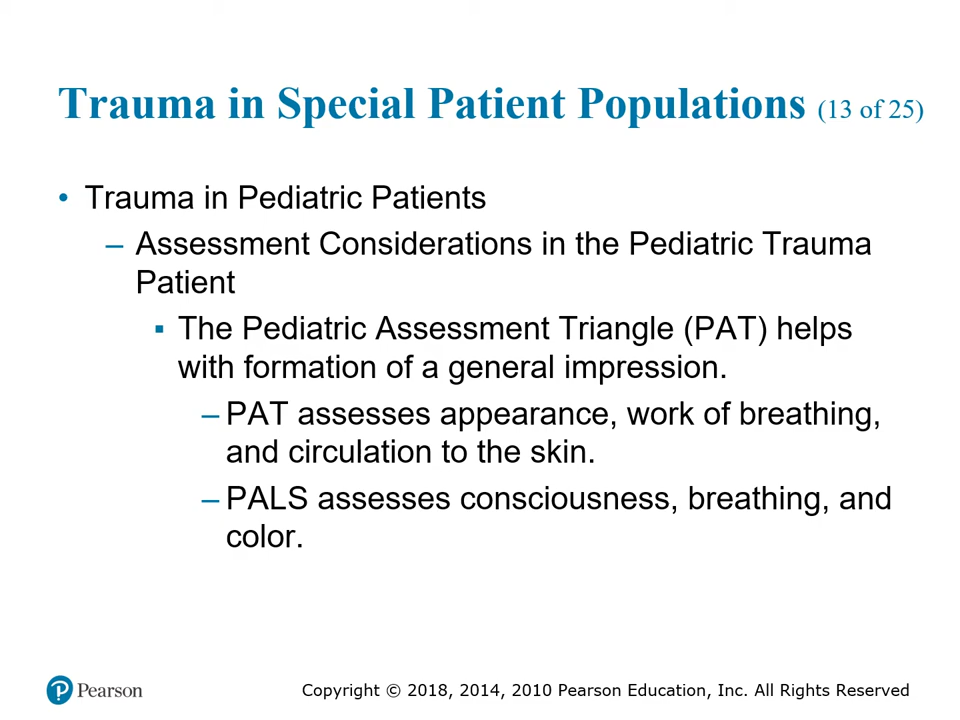 Trauma in Special Patient Populations (13 of 25)
• Trauma in Pediatric Patients
– Assessment Considerations in the Pediatric Trauma
Patient
▪ The Pediatric Assessment Triangle (PAT) helps
with formation of a general impression.
– PAT assesses appearance, work of breathing,
and circulation to the skin.
– PALS assesses consciousness, breathing, and
color.
Pearson
Copyright © 2018, 2014, 2010 Pearson Education, Inc. All Rights Reserved